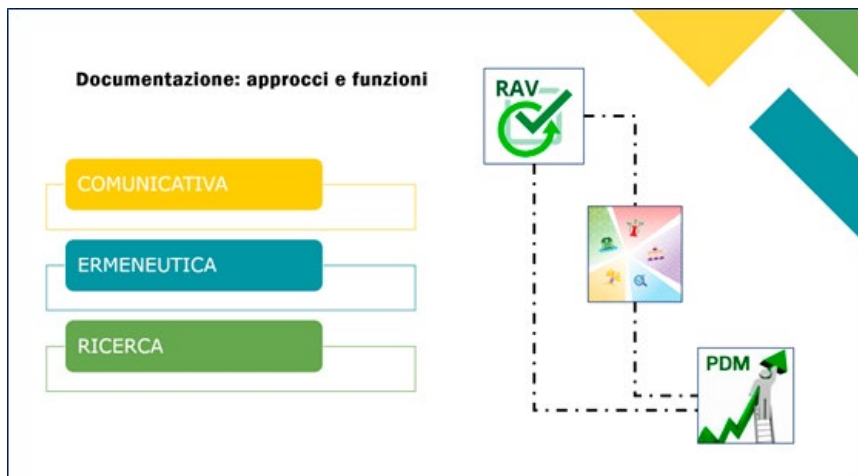 Documentazione: approcci e funzioni
COMUNICATIVA
ERMENEUTICA
RICERCA
RAV
PDM